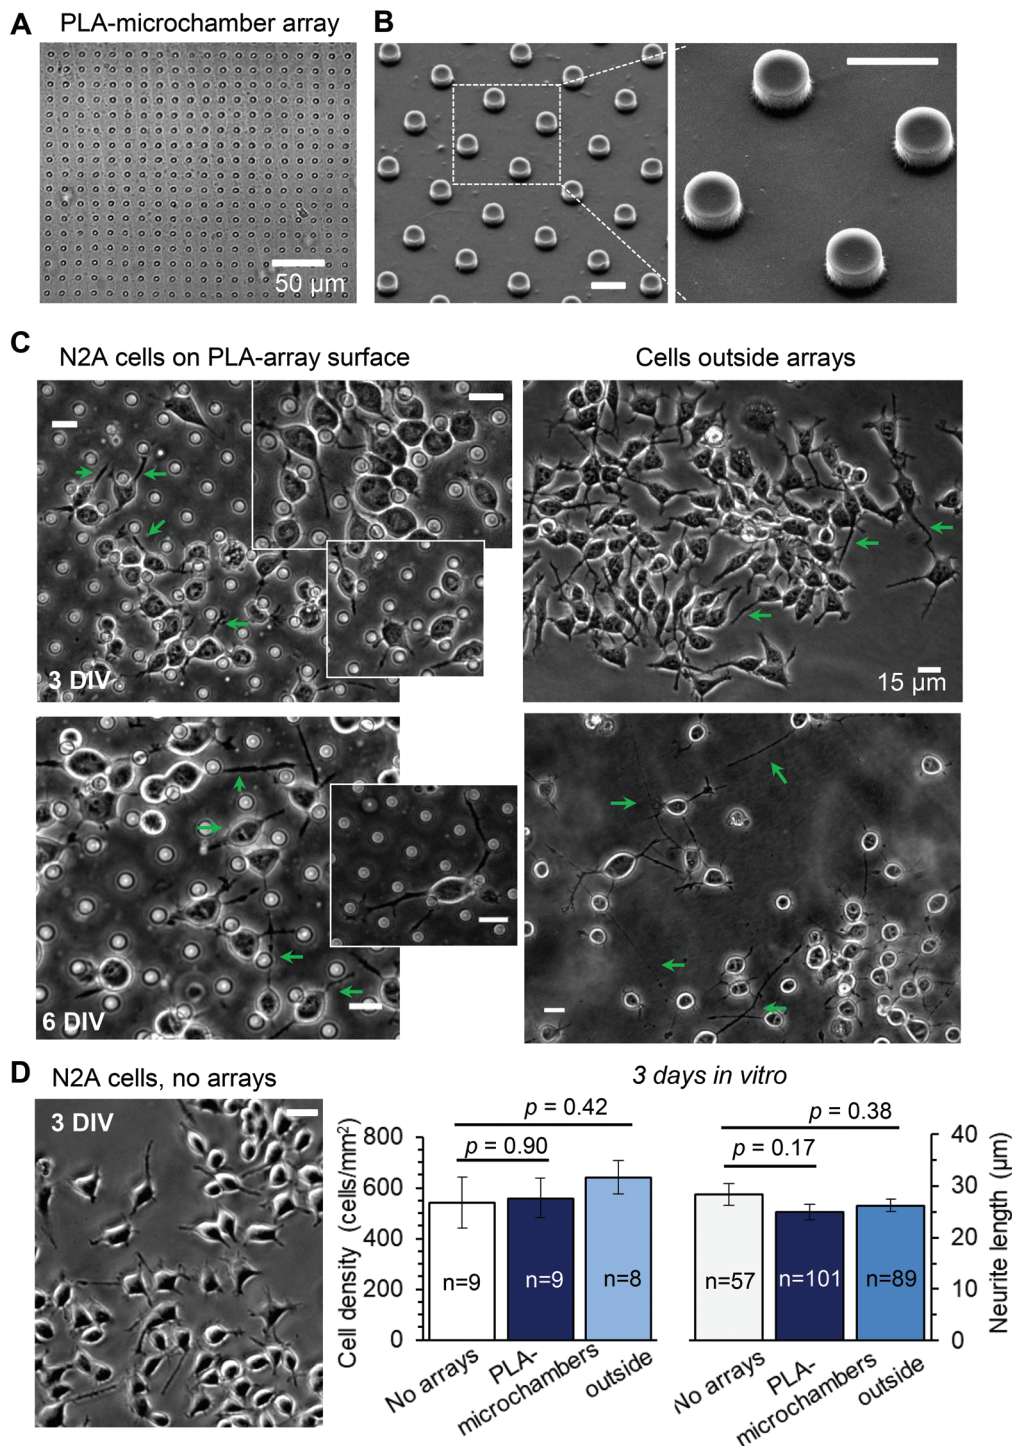 A
PLA-microchamber array
B
50 µm
C
N2A cells on PLA-array surface
Cells outside arrays
3 DIV
15 µm
6 DIV
D
N2A cells, no arrays
3 days in vitro
3 DIV
p = 0.42
p = 0.90
Cell density (cells/mm²)
800
600
400
200
0
n=9
n=9
n=8
No arrays
PLA-
microchambers
outside
p = 0.38
p = 0.17
n=57
n=101
n=89
40
30
20
10
0
Neurite length (µm)
No arrays
PLA-
microchambers
outside